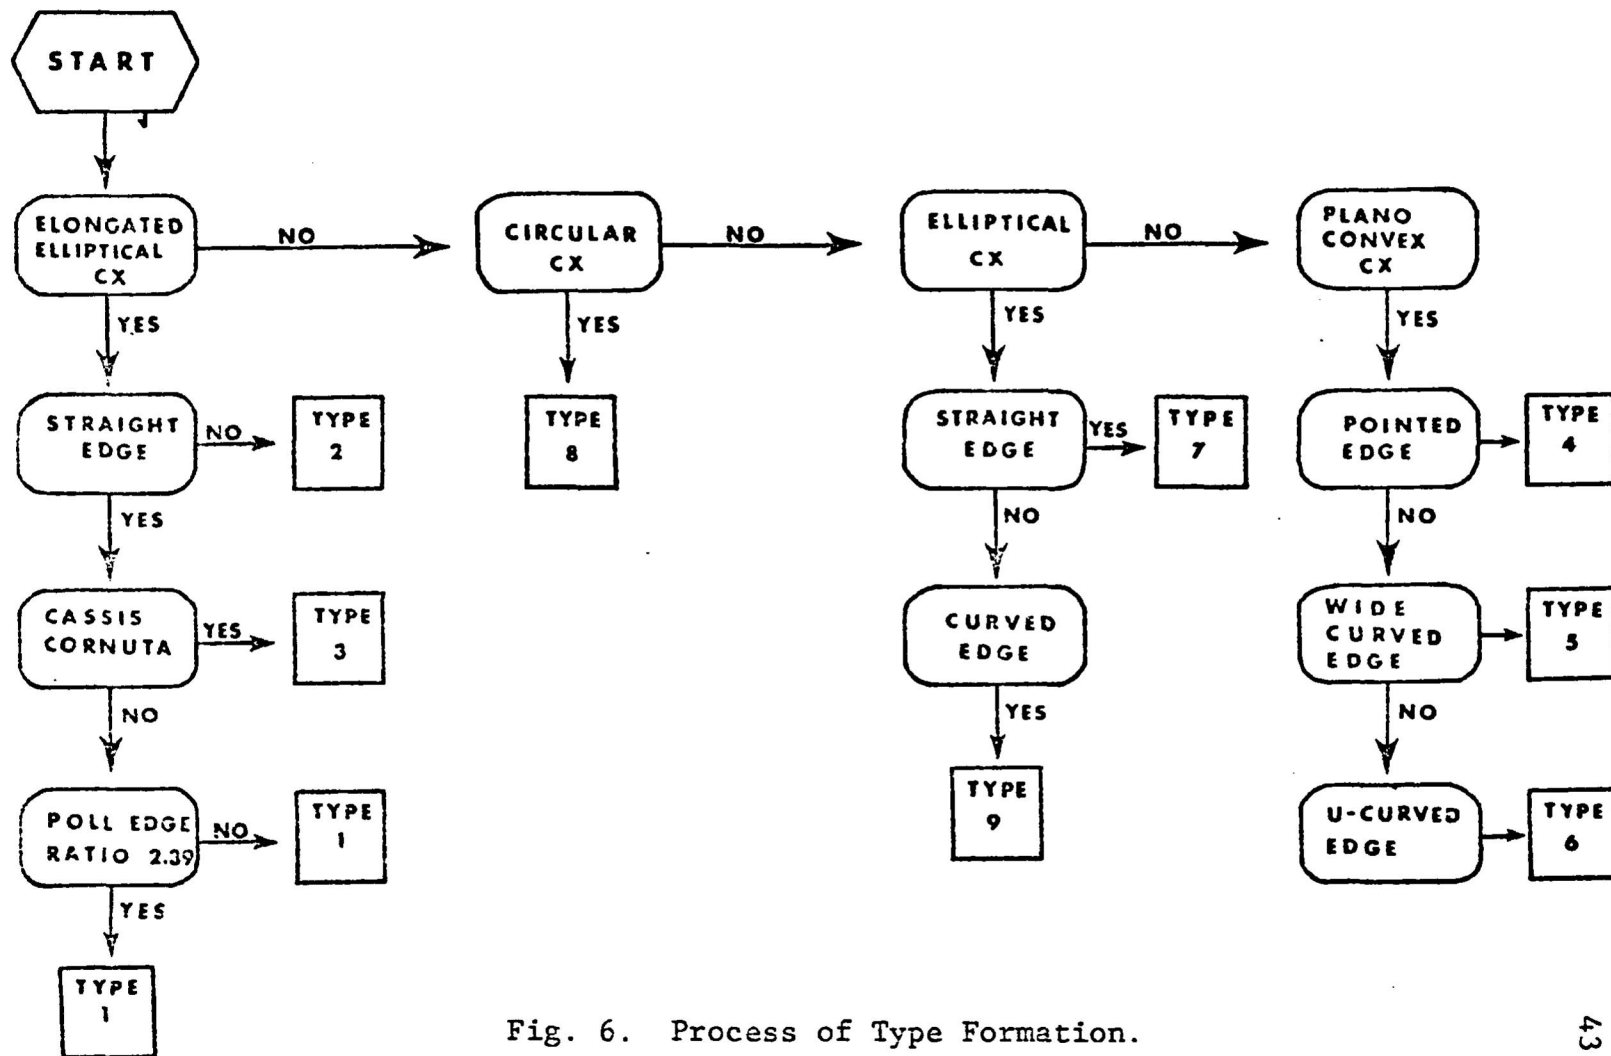 START
ELONGATED
ELLIPTICAL
CX
NO
CIRCULAR
CX
NO
ELLIPTICAL
CX
NO
PLANO
CONVEX
CX
YES
YES
YES
YES
STRAIGHT
EDGE
NO
TYPE
2
TYPE
8
STRAIGHT
EDGE
YES
TYPE
7
POINTED
EDGE
TYPE
4
YES
NO
NO
CASSIS
CORNUTA
YES
TYPE
3
CURVED
EDGE
WIDE
CURVED
EDGE
TYPE
5
NO
YES
NO
POLL EDGE
RATIO 2.39
NO
TYPE
1
TYPE
9
U-CURVED
EDGE
TYPE
6
YES
TYPE
1
Fig. 6. Process of Type Formation.
43